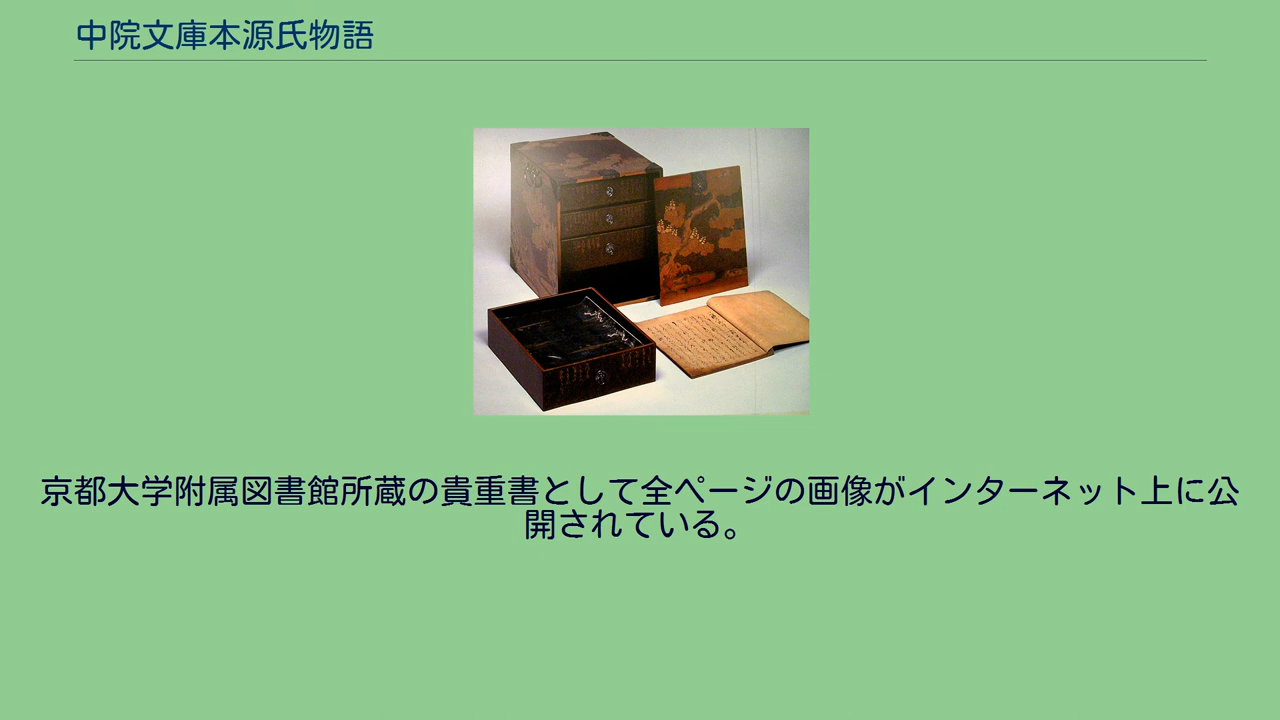 中院文庫本源氏物語
京都大学附属図書館所蔵の貴重書として全ページの画像がインターネット上に公
開されている。